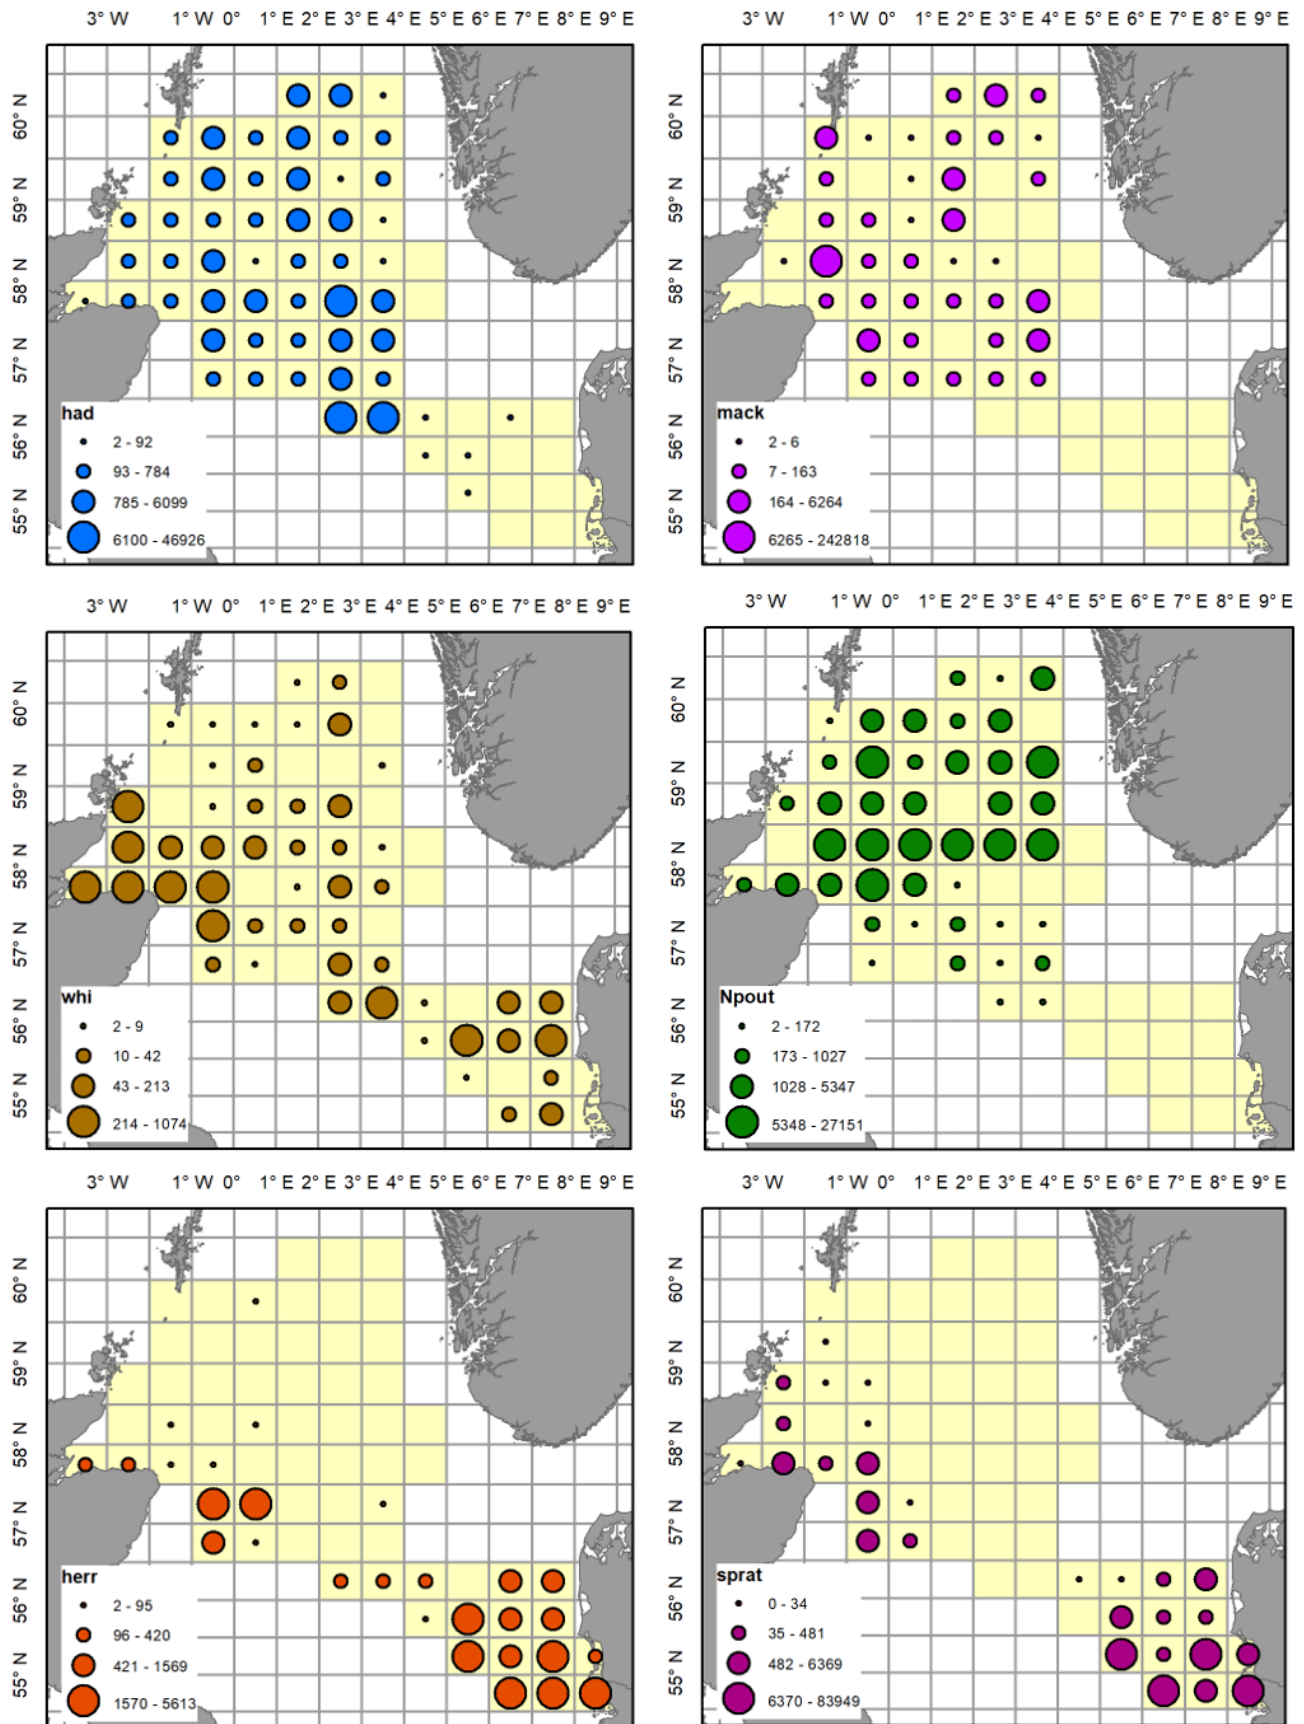 3° W 1° W 0° 1° E 2° E 3° E 4° E 5° E 6° E 7° E 8° E 9° E
60° N
59° N
58° N
57° N
56° N
55° N
had
2 - 92
93 - 784
785 - 6099
6100 - 46926
3° W 1° W 0° 1° E 2° E 3° E 4° E 5° E 6° E 7° E 8° E 9° E
60° N
59° N
58° N
57° N
56° N
55° N
mack
2 - 6
7 - 163
164 - 6264
6265 - 242818
3° W 1° W 0° 1° E 2° E 3° E 4° E 5° E 6° E 7° E 8° E 9° E
60° N
59° N
58° N
57° N
56° N
55° N
whi
2 - 9
10 - 42
43 - 213
214 - 1074
3° W 1° W 0° 1° E 2° E 3° E 4° E 5° E 6° E 7° E 8° E 9° E
60° N
59° N
58° N
57° N
56° N
55° N
Npout
2 - 172
173 - 1027
1028 - 5347
5348 - 27151
3° W 1° W 0° 1° E 2° E 3° E 4° E 5° E 6° E 7° E 8° E 9° E
60° N
59° N
58° N
57° N
56° N
55° N
herr
2 - 95
96 - 420
421 - 1569
1570 - 5613
3° W 1° W 0° 1° E 2° E 3° E 4° E 5° E 6° E 7° E 8° E 9° E
60° N
59° N
58° N
57° N
56° N
55° N
sprat
0 - 34
35 - 481
482 - 6369
6370 - 83949